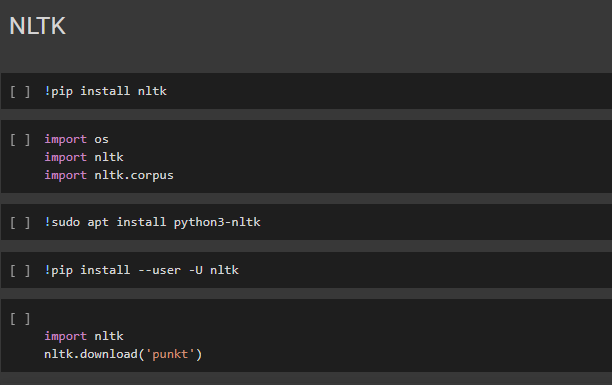 NLTK
[ ] !pip install nltk
[ ] import os
import nltk
import nltk.corpus
[ ] !sudo apt install python3-nltk
[ ] !pip install --user -U nltk
[ ]
import nltk
nltk.download('punkt')